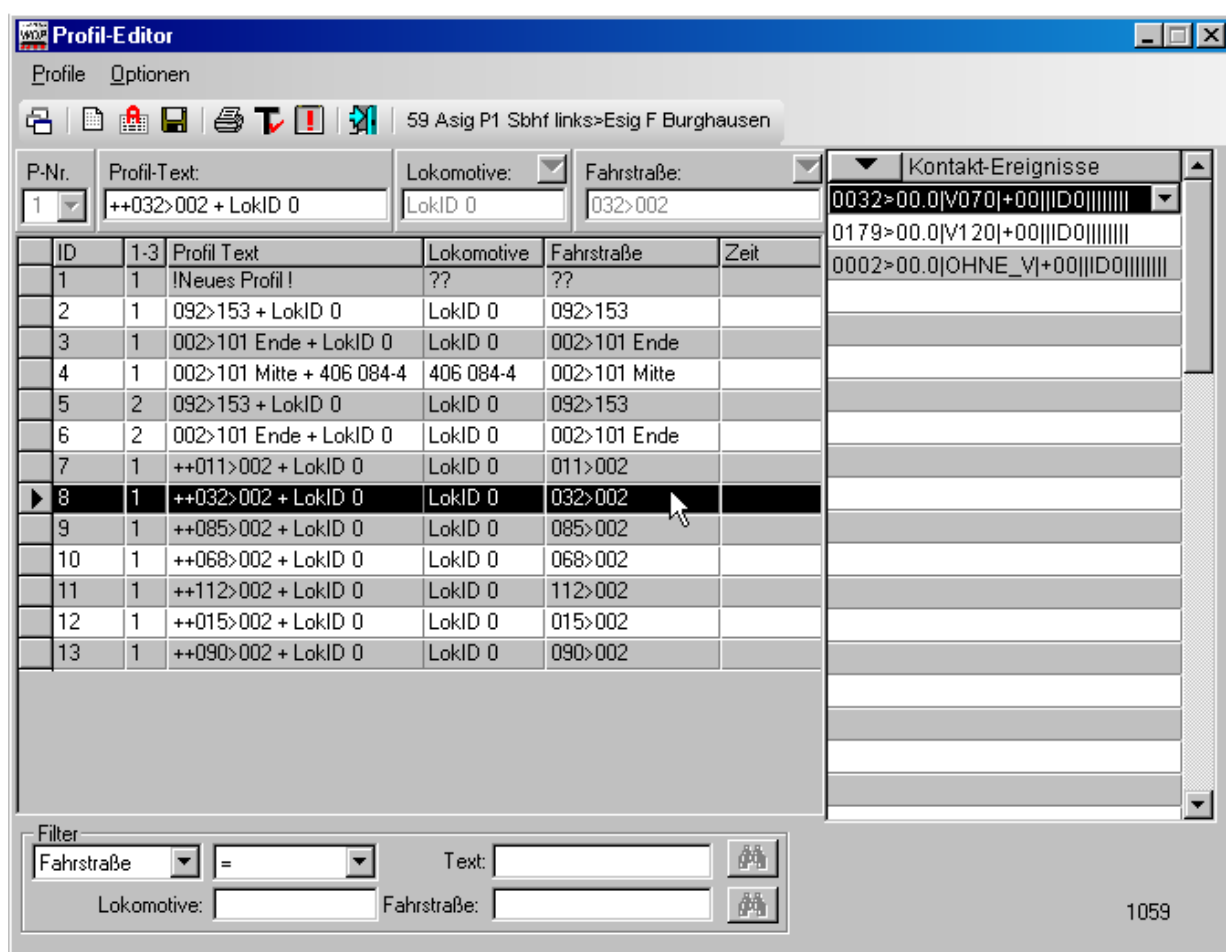 Profil-Editor
Profile Optionen
59 Asig P1 Sbhf links>Esig F Burghausen
P-Nr. Profil-Text: Lokomotive: Fahrstraße: Kontakt-Ereignisse
1 ++032>002 + LokID 0 LokID 0 032>002 0032>00.0|V070|+00|||ID0||||||||
0179>00.0|V120|+00|||ID0||||||||
0002>00.0|OHNE_V|+00|||ID0||||||||
ID 1-3 Profil Text Lokomotive Fahrstraße Zeit
1 1 !Neues Profil ! ?? ??
2 1 092>153 + LokID 0 LokID 0 092>153
3 1 002>101 Ende + LokID 0 LokID 0 002>101 Ende
4 1 002>101 Mitte + 406 084-4 406 084-4 002>101 Mitte
5 2 092>153 + LokID 0 LokID 0 092>153
6 2 002>101 Ende + LokID 0 LokID 0 002>101 Ende
7 1 ++011>002 + LokID 0 LokID 0 011>002
8 1 ++032>002 + LokID 0 LokID 0 032>002
9 1 ++085>002 + LokID 0 LokID 0 085>002
10 1 ++068>002 + LokID 0 LokID 0 068>002
11 1 ++112>002 + LokID 0 LokID 0 112>002
12 1 ++015>002 + LokID 0 LokID 0 015>002
13 1 ++090>002 + LokID 0 LokID 0 090>002
Filter
Fahrstraße = Text:
Lokomotive: Fahrstraße:
1059